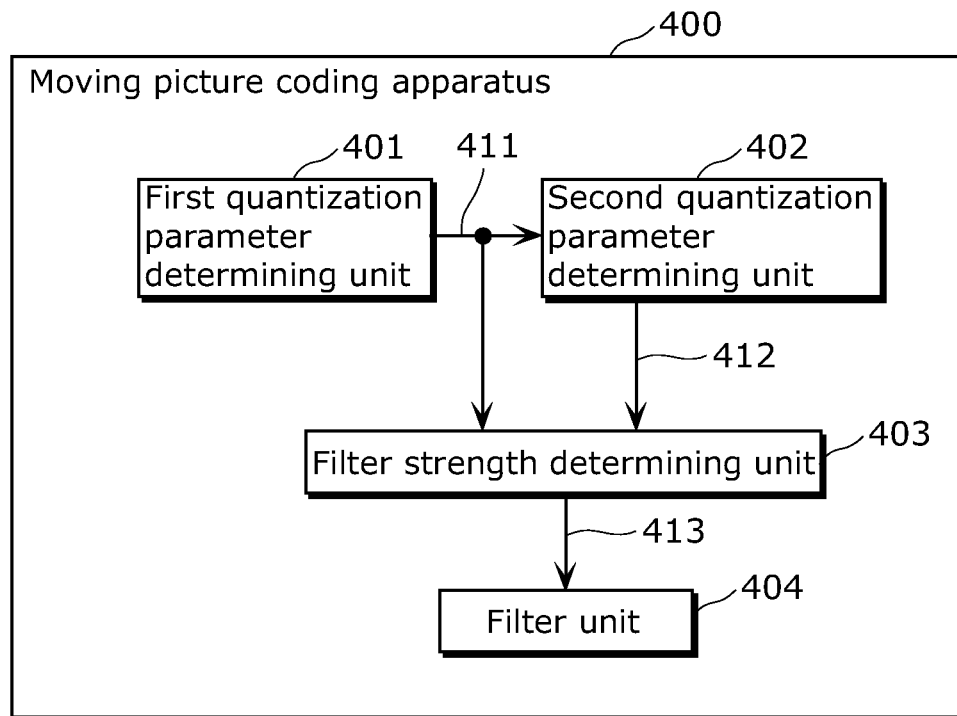 400
Moving picture coding apparatus
401
411
402
First quantization
parameter
determining unit
Second quantization
parameter
determining unit
412
403
Filter strength determining unit
413
404
Filter unit